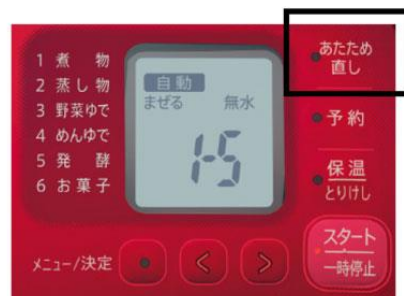 1 煮 物
2 蒸し物
3 野菜ゆで
4 めんゆで
5 発 酵
6 お菓子
自動
まぜる 無水
1-5
あたため
直し
予約
保温
とりけし
メニュー/決定
<
>
スタート
一時停止